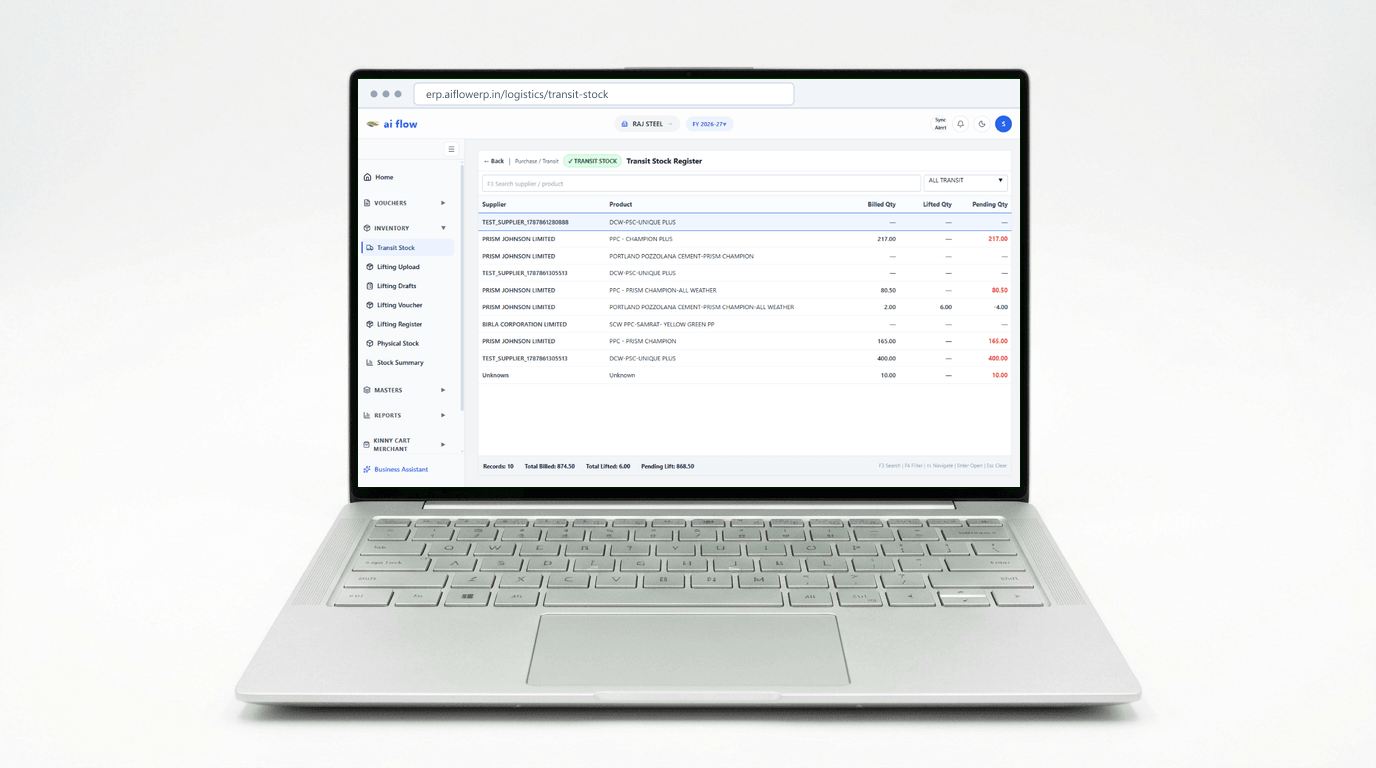 erp.aiflowerp.in/logistics/transit-stock
ai flow
RAJ STEEL
FY 2026-27▾
Sync Alert
S
☰
← Back | Purchase / Transit ✓ TRANSIT STOCK Transit Stock Register
F3 Search supplier / product
ALL TRANSIT ▼
Home
VOUCHERS ▶
INVENTORY ▼
Transit Stock
Lifting Upload
Lifting Drafts
Lifting Voucher
Lifting Register
Physical Stock
Stock Summary
MASTERS ▶
REPORTS ▶
KINNY CART
MERCHANT ▶
Business Assistant
Supplier Product Billed Qty Lifted Qty Pending Qty
TEST_SUPPLIER_1787861280888 DCW-PSC-UNIQUE PLUS — — —
PRISM JOHNSON LIMITED PPC - CHAMPION PLUS 217.00 — 217.00
PRISM JOHNSON LIMITED PORTLAND POZZOLANA CEMENT-PRISM CHAMPION — — —
TEST_SUPPLIER_1787861305513 DCW-PSC-UNIQUE PLUS — — —
PRISM JOHNSON LIMITED PPC - PRISM CHAMPION-ALL WEATHER 80.50 — 80.50
PRISM JOHNSON LIMITED PORTLAND POZZOLANA CEMENT-PRISM CHAMPION-ALL WEATHER 2.00 6.00 -4.00
BIRLA CORPORATION LIMITED SCW PPC-SAMRAT- YELLOW GREEN PP — — —
PRISM JOHNSON LIMITED PPC - PRISM CHAMPION 165.00 — 165.00
TEST_SUPPLIER_1787861305513 DCW-PSC-UNIQUE PLUS 400.00 — 400.00
Unknown Unknown 10.00 — 10.00
Records: 10 Total Billed: 874.50 Total Lifted: 6.00 Pending Lift: 868.50
F3 Search | F4 Filter | ↑↓ Navigate | Enter Open | Esc Clear